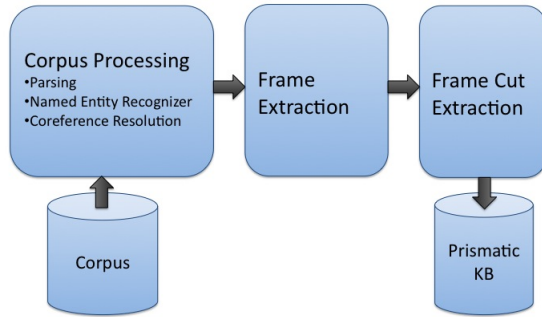 Corpus Processing
•Parsing
•Named Entity Recognizer
•Coreference Resolution
Frame
Extraction
Frame Cut
Extraction
Corpus
Prismatic
KB